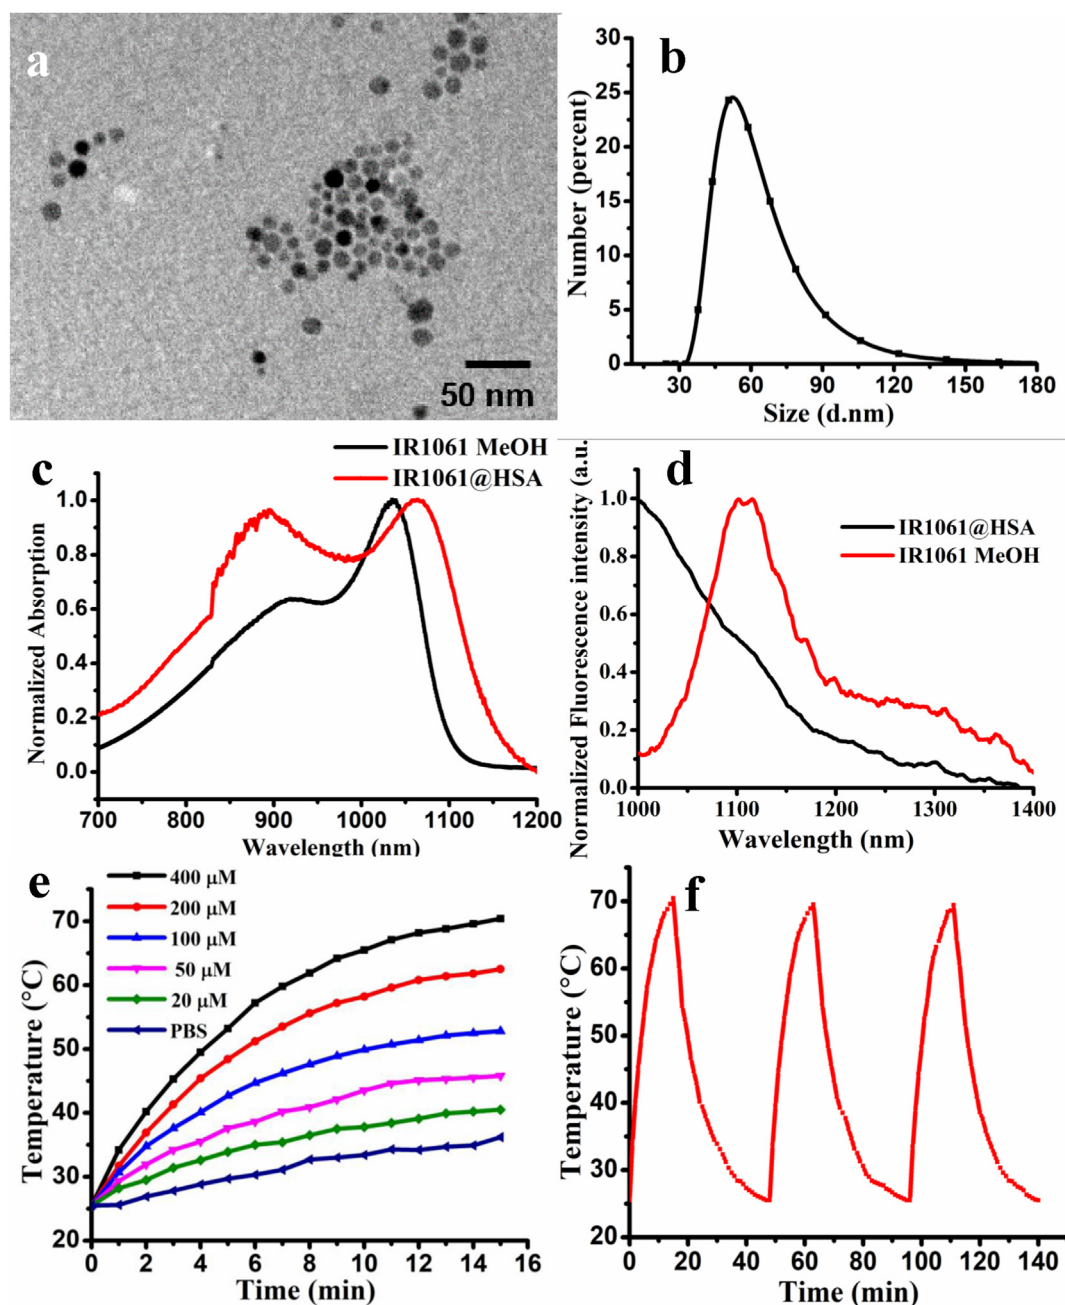 a
50 nm
b
Number (percent)
30
25
20
15
10
5
0
30 60 90 120 150 180
Size (d.nm)
c
IR1061 MeOH
IR1061@HSA
Normalized Absorption
1.0
0.8
0.6
0.4
0.2
0.0
700 800 900 1000 1100 1200
Wavelength (nm)
d
IR1061@HSA
IR1061 MeOH
Normalized Fluorescence intensity (a.u.
1.0
0.8
0.6
0.4
0.2
0.0
1000 1100 1200 1300 1400
Wavelength (nm)
e
400 μM
200 μM
100 μM
50 μM
20 μM
PBS
Temperature (°C)
70
60
50
40
30
20
0 2 4 6 8 10 12 14 16
Time (min)
f
Temperature (°C)
70
60
50
40
30
20
0 20 40 60 80 100 120 140
Time (min)